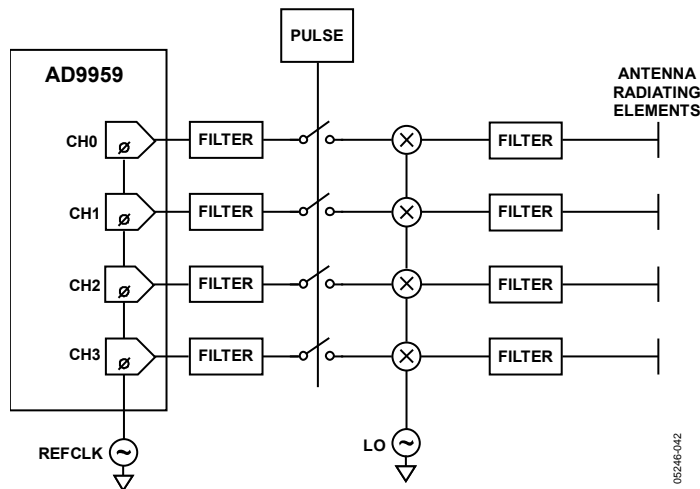 PULSE
AD9959
ANTENNA
RADIATING
ELEMENTS
CH0
Ø
FILTER
FILTER
CH1
Ø
FILTER
FILTER
CH2
Ø
FILTER
FILTER
CH3
Ø
FILTER
FILTER
REFCLK
~
LO
~
05246-042